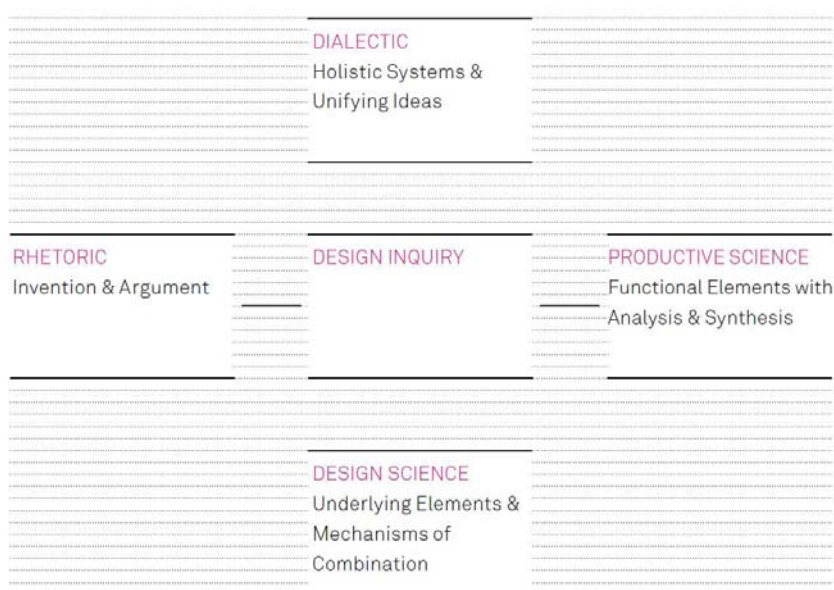 DIALECTIC
Holistic Systems &
Unifying Ideas
RHETORIC
Invention & Argument
DESIGN INQUIRY
PRODUCTIVE SCIENCE
Functional Elements with
Analysis & Synthesis
DESIGN SCIENCE
Underlying Elements &
Mechanisms of
Combination